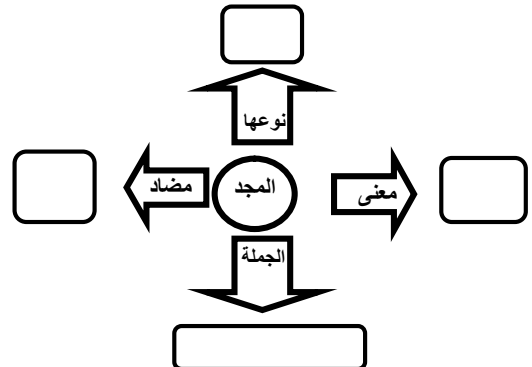 نوعها
معنى
المجد
مضاد
الجملة